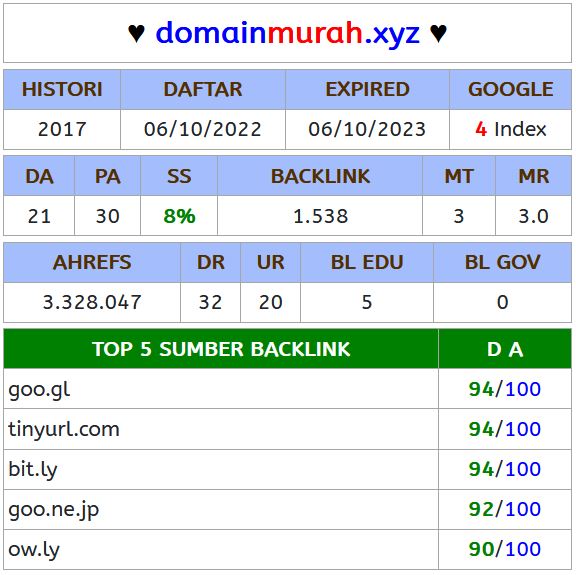 ♥ domainmurah.xyz ♥
HISTORI DAFTAR EXPIRED GOOGLE
2017 06/10/2022 06/10/2023 4 Index
DA PA SS BACKLINK MT MR
21 30 8% 1.538 3 3.0
AHREFS DR UR BL EDU BL GOV
3.328.047 32 20 5 0
TOP 5 SUMBER BACKLINK D A
goo.gl 94/100
tinyurl.com 94/100
bit.ly 94/100
goo.ne.jp 92/100
ow.ly 90/100